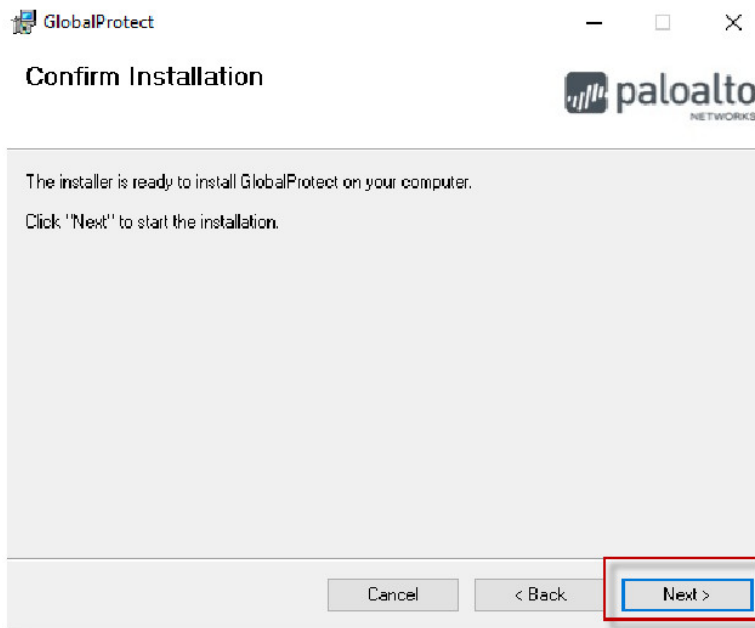 GlobalProtect
Confirm Installation
paloalto
NETWORKS
The installer is ready to install GlobalProtect on your computer.
Click "Next" to start the installation.
Cancel
< Back
Next >